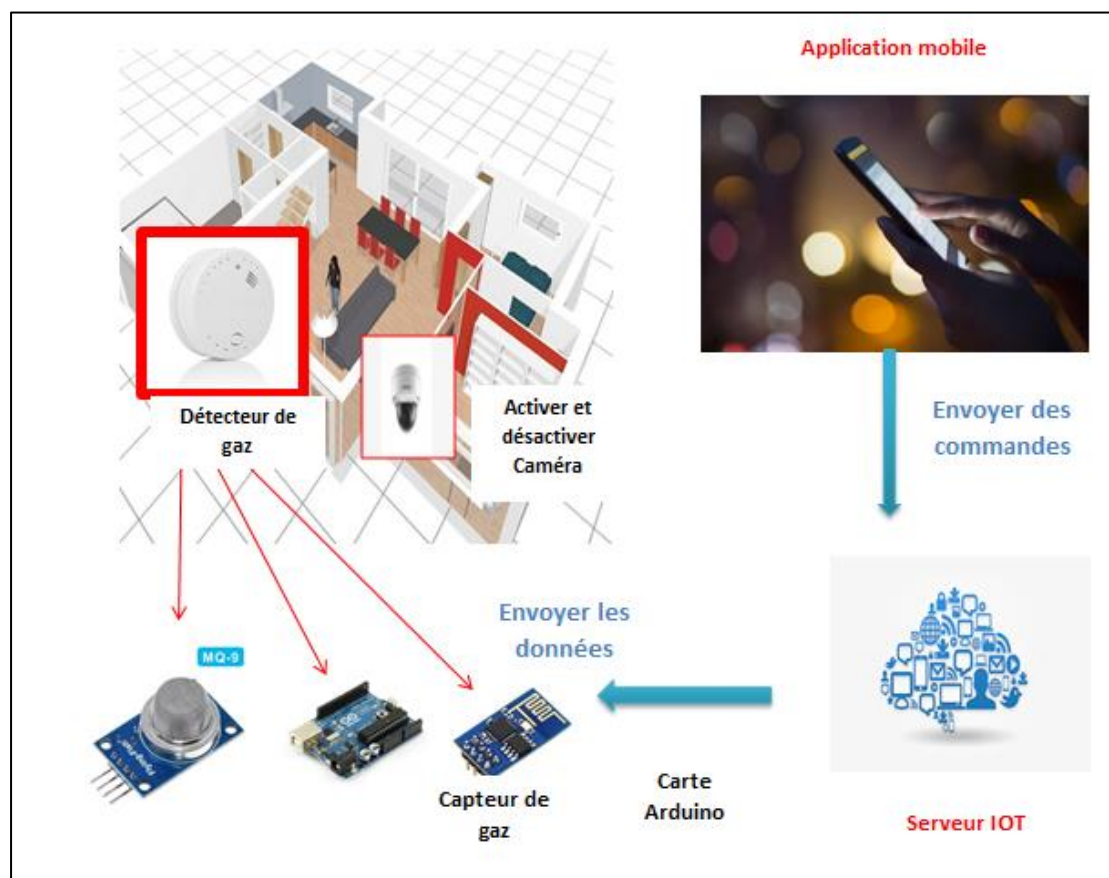 Application mobile
Détecteur de
gaz
Activer et
désactiver
Caméra
Envoyer des
commandes
Envoyer les
données
MQ-9
Capteur de
gaz
Carte
Arduino
Serveur IOT